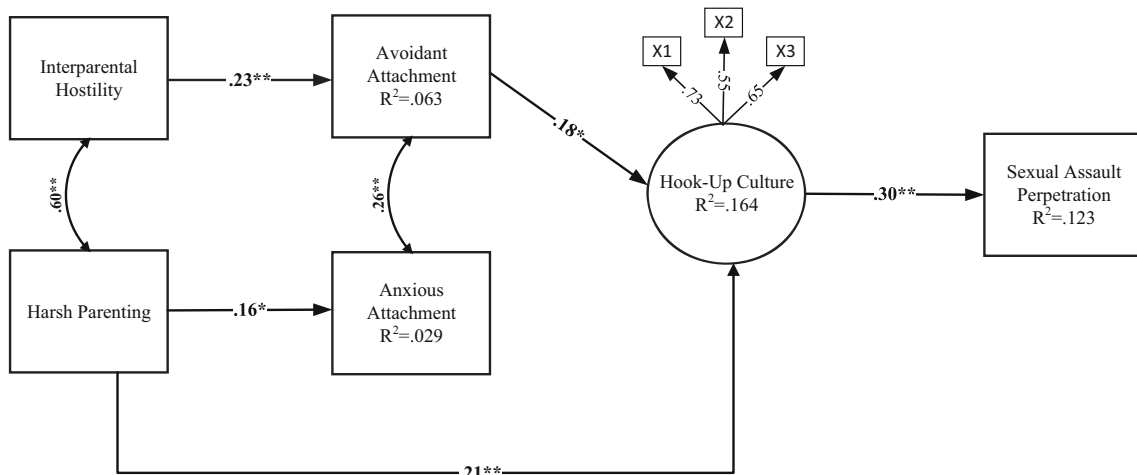 Interparental
Hostility
.23**
Avoidant
Attachment
R²=.063
X1
X2
X3
.73
.55
.65
.18*
Hook-Up Culture
R²=.164
.30**
Sexual Assault
Perpetration
R²=.123
.60**
.26**
Harsh Parenting
.16*
Anxious
Attachment
R²=.029
.21**